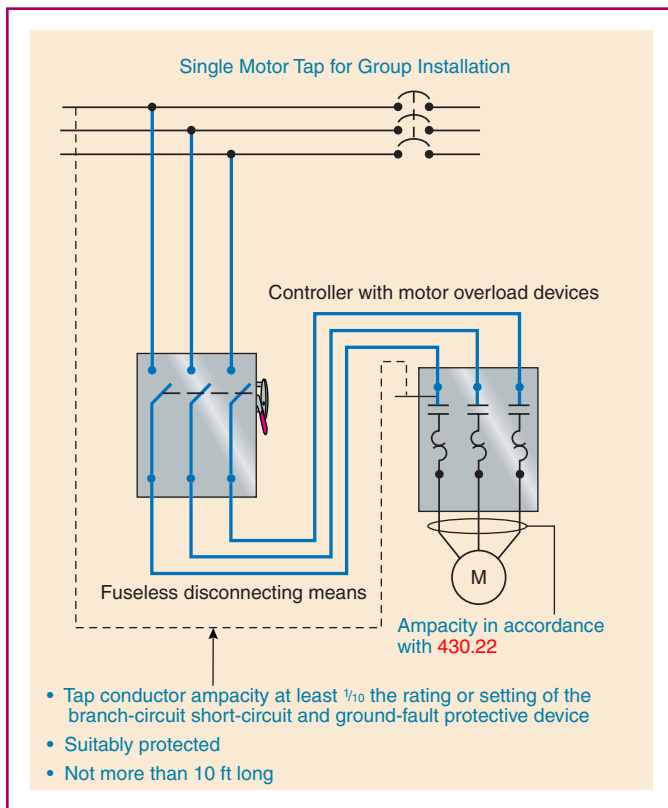 Single Motor Tap for Group Installation
Controller with motor overload devices
Fuseless disconnecting means
M
Ampacity in accordance
with 430.22
• Tap conductor ampacity at least 1/10 the rating or setting of the
branch-circuit short-circuit and ground-fault protective device
• Suitably protected
• Not more than 10 ft long